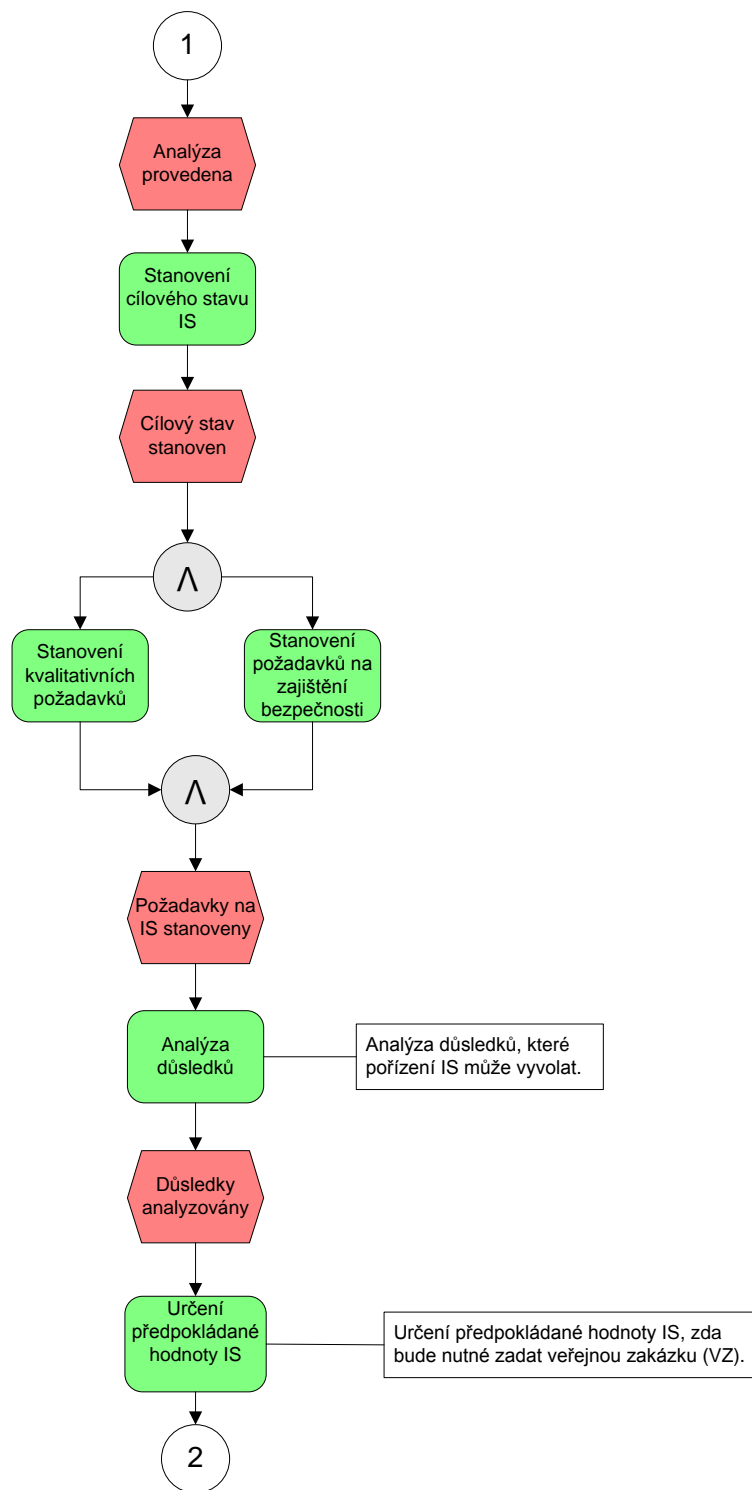 1
Analýza
provedena
Stanovení
cílového stavu
IS
Cílový stav
stanoven
Λ
Stanovení
kvalitativních
požadavků
Stanovení
požadavků na
zajištění
bezpečnosti
Λ
Požadavky na
IS stanoveny
Analýza
důsledků
Analýza důsledků, které
pořízení IS může vyvolat.
Důsledky
analyzovány
Určení
předpokládané
hodnoty IS
Určení předpokládané hodnoty IS, zda
bude nutné zadat veřejnou zakázku (VZ).
2